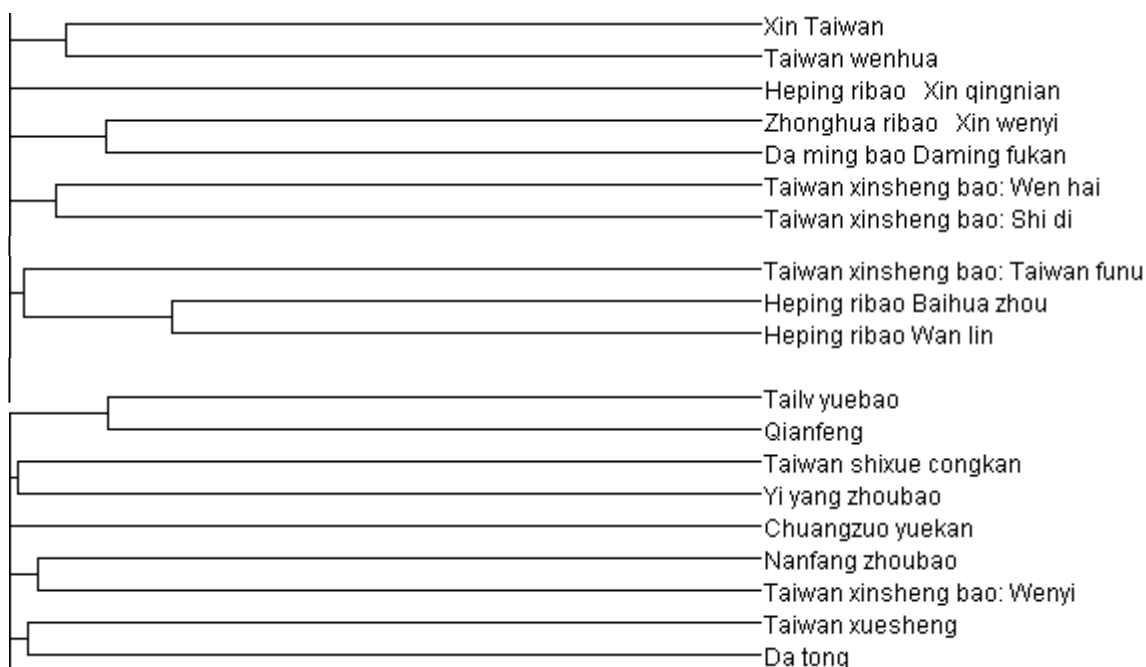 Xin Taiwan
Taiwan wenhua
Heping ribao   Xin qingnian
Zhonghua ribao   Xin wenyi
Da ming bao Daming fukan
Taiwan xinsheng bao: Wen hai
Taiwan xinsheng bao: Shi di
Taiwan xinsheng bao: Taiwan funu
Heping ribao Baihua zhou
Heping ribao Wan lin
Tailv yuebao
Qianfeng
Taiwan shixue congkan
Yi yang zhoubao
Chuangzuo yuekan
Nanfang zhoubao
Taiwan xinsheng bao: Wenyi
Taiwan xuesheng
Da tong